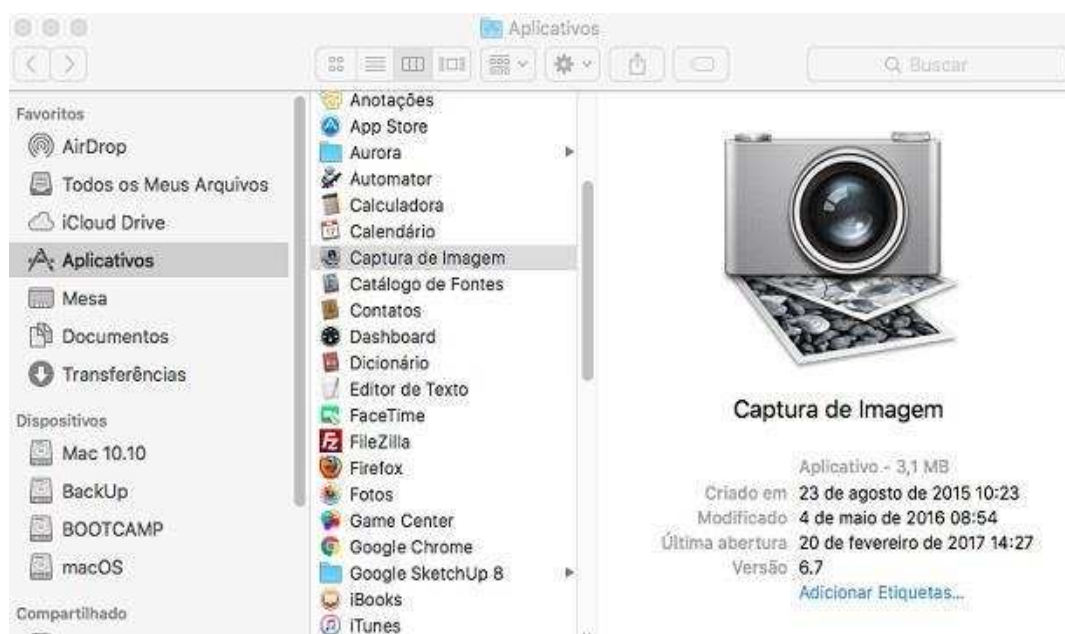 Aplicativos
Buscar
Favoritos
AirDrop
Todos os Meus Arquivos
iCloud Drive
Aplicativos
Mesa
Documentos
Transferências
Dispositivos
Mac 10.10
BackUp
BOOTCAMP
macOS
Compartilhado
Anotações
App Store
Aurora
Automator
Calculadora
Calendário
Captura de Imagem
Catálogo de Fontes
Contatos
Dashboard
Dicionário
Editor de Texto
FaceTime
FileZilla
Firefox
Fotos
Game Center
Google Chrome
Google SketchUp 8
iBooks
iTunes
Captura de Imagem
Aplicativo - 3,1 MB
Criado em 23 de agosto de 2015 10:23
Modificado 4 de maio de 2016 08:54
Última abertura 20 de fevereiro de 2017 14:27
Versão 6.7
Adicionar Etiquetas...